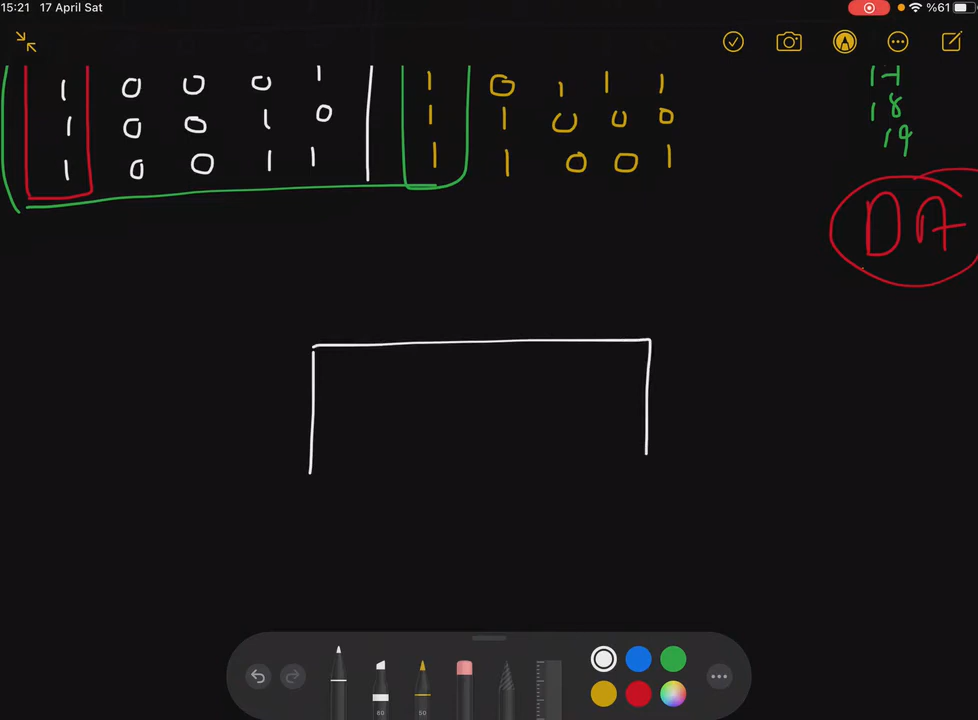 15:21 17 April Sat %61
1 0 0 0 1 1 0 1 1 1
1 0 0 1 0 1 1 0 0 0
1 0 0 1 1 1 1 0 0 1
17
18
19
DA
80 50